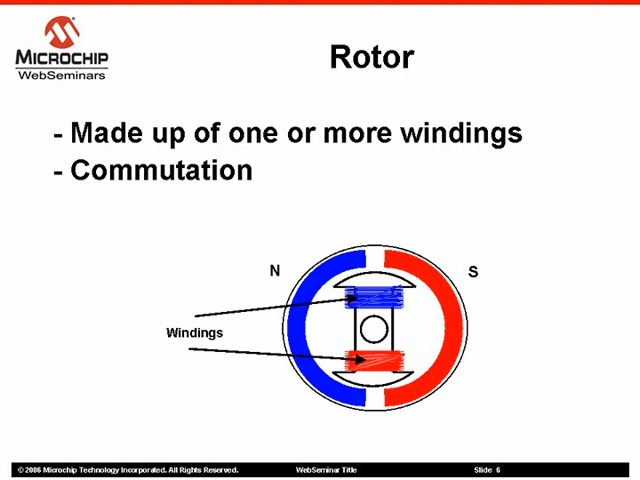 MICROCHIP
WebSeminars
Rotor
- Made up of one or more windings
- Commutation
N
S
Windings
© 2006 Microchip Technology Incorporated. All Rights Reserved. WebSeminar Title Slide 6